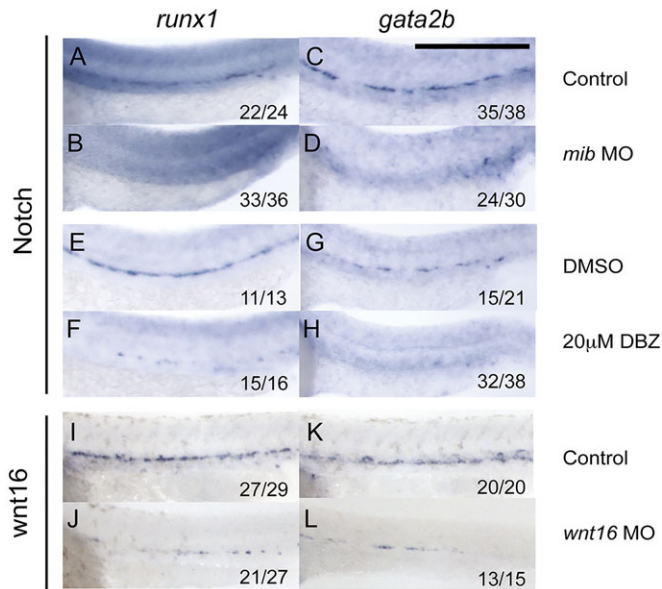 runx1 gata2b
A 22/24 C 35/38 Control
B 33/36 D 24/30 mib MO
Notch
E 11/13 G 15/21 DMSO
F 15/16 H 32/38 20µM DBZ
I 27/29 K 20/20 Control
wnt16
J 21/27 L 13/15 wnt16 MO